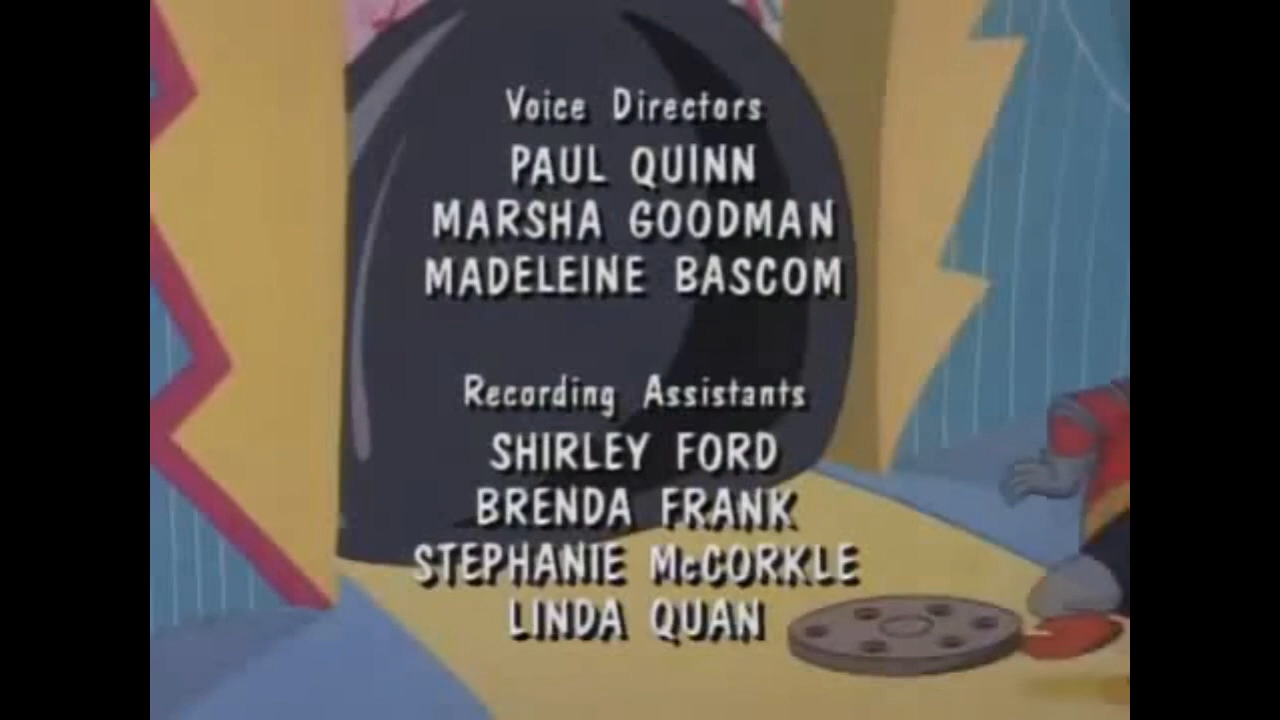 Voice Directors
PAUL QUINN
MARSHA GOODMAN
MADELEINE BASCOM
Recording Assistants
SHIRLEY FORD
BRENDA FRANK
STEPHANIE McCORKLE
LINDA QUAN